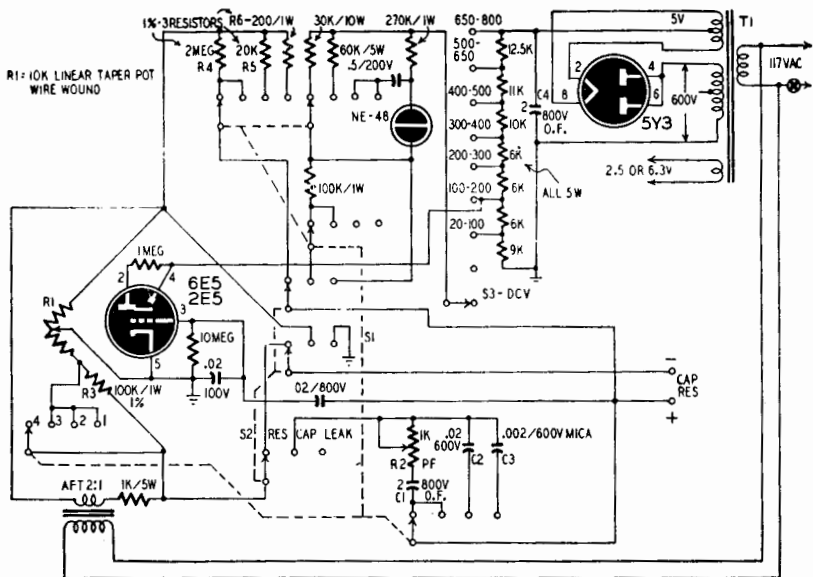 1%-3RESISTORS
R6-200/1W
30K/10W
270K/1W
650-800
5V
T1
2MEG
R4
20K
R5
60K/5W
.5/200V
500-
650
12.5K
117VAC
R1=10K LINEAR TAPER POT
WIRE WOUND
400-500
11K
C4
2
800V
O.F.
2
4
8
6
600V
5Y3
NE-48
300-400
10K
200-300
6K
ALL 5W
2.5 OR 6.3V
100K/1W
100-200
6K
20-100
6K
9K
1MEG
2
4
6E5
2E5
3
5
S3-DCV
R1
10MEG
.02
100V
S1
R3
100K/1W
1%
02/800V
−
CAP
RES
+
4
3
2
1
S2
RES
CAP
LEAK
1K
R2
PF
.02
600V
C2
.002/600V MICA
C3
AFT 2:1
1K/5W
2
C1
800V
O.F.